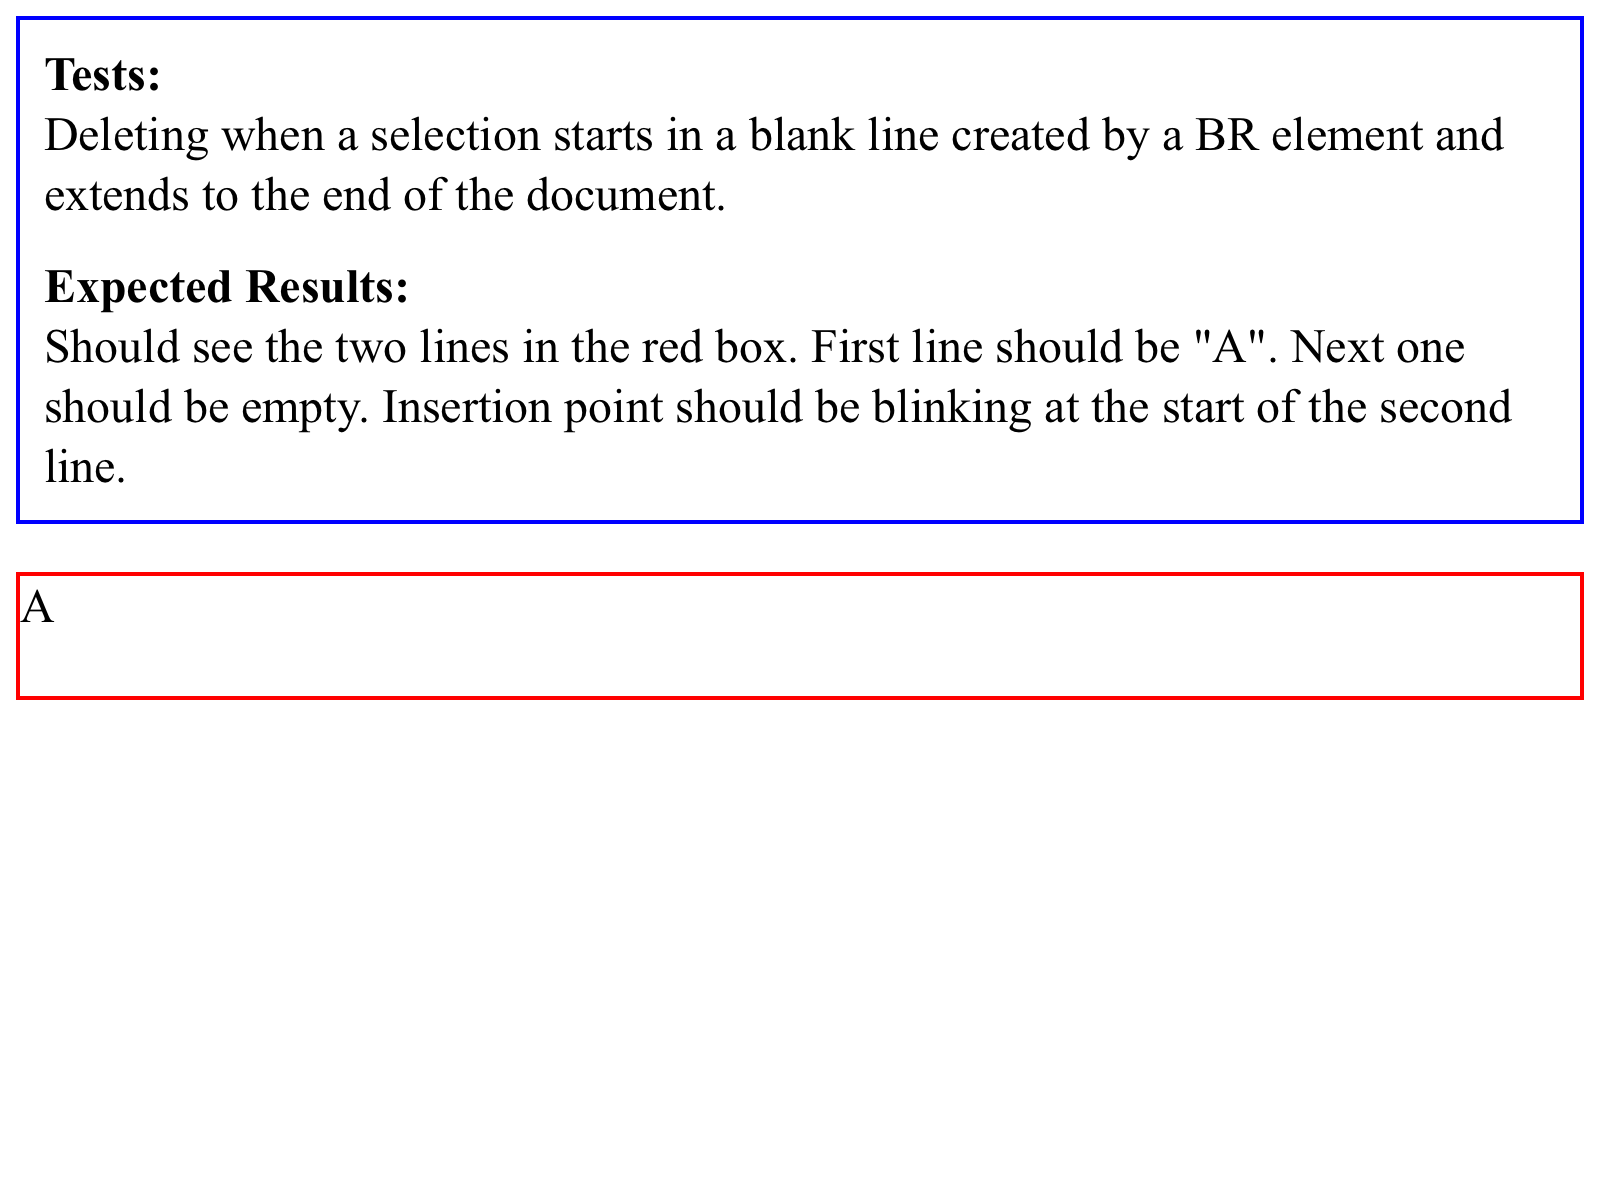 Tests:
Deleting when a selection starts in a blank line created by a BR element and
extends to the end of the document.
Expected Results:
Should see the two lines in the red box. First line should be "A". Next one
should be empty. Insertion point should be blinking at the start of the second
line.
A